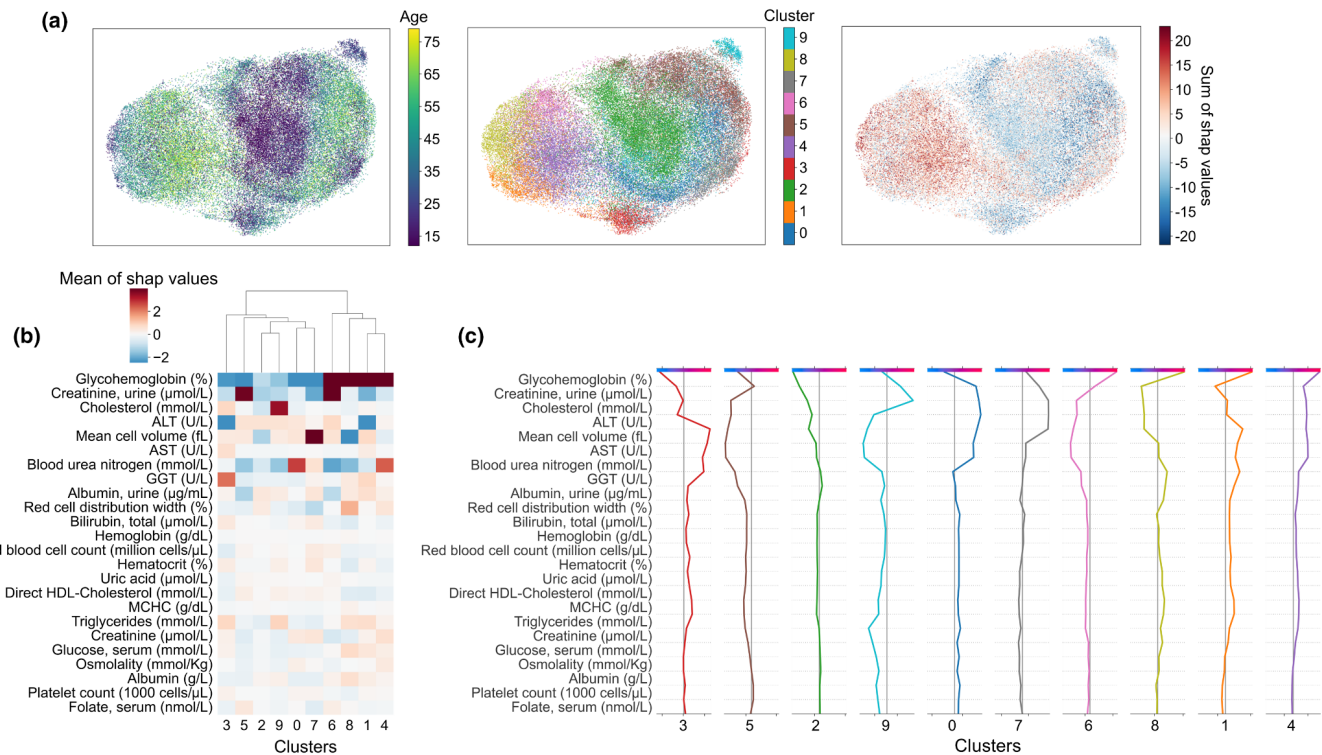 (a)
Age
75
65
55
45
35
25
15
Cluster
9
8
7
6
5
4
3
2
1
0
20
15
10
5
0
-5
-10
-15
-20
Sum of shap values
Mean of shap values
2
0
−2
(b)
Glycohemoglobin (%)
Creatinine, urine (µmol/L)
Cholesterol (mmol/L)
ALT (U/L)
Mean cell volume (fL)
AST (U/L)
Blood urea nitrogen (mmol/L)
GGT (U/L)
Albumin, urine (µg/mL)
Red cell distribution width (%)
Bilirubin, total (µmol/L)
Hemoglobin (g/dL)
d blood cell count (million cells/µL)
Hematocrit (%)
Uric acid (µmol/L)
Direct HDL-Cholesterol (mmol/L)
MCHC (g/dL)
Triglycerides (mmol/L)
Creatinine (µmol/L)
Glucose, serum (mmol/L)
Osmolality (mmol/Kg)
Albumin (g/L)
Platelet count (1000 cells/µL)
Folate, serum (nmol/L)
3 5 2 9 0 7 6 8 1 4
Clusters
(c)
Glycohemoglobin (%)
Creatinine, urine (µmol/L)
Cholesterol (mmol/L)
ALT (U/L)
Mean cell volume (fL)
AST (U/L)
Blood urea nitrogen (mmol/L)
GGT (U/L)
Albumin, urine (µg/mL)
Red cell distribution width (%)
Bilirubin, total (µmol/L)
Hemoglobin (g/dL)
Red blood cell count (million cells/µL)
Hematocrit (%)
Uric acid (µmol/L)
Direct HDL-Cholesterol (mmol/L)
MCHC (g/dL)
Triglycerides (mmol/L)
Creatinine (µmol/L)
Glucose, serum (mmol/L)
Osmolality (mmol/Kg)
Albumin (g/L)
Platelet count (1000 cells/µL)
Folate, serum (nmol/L)
3 5 2 9 0 7 6 8 1 4
Clusters